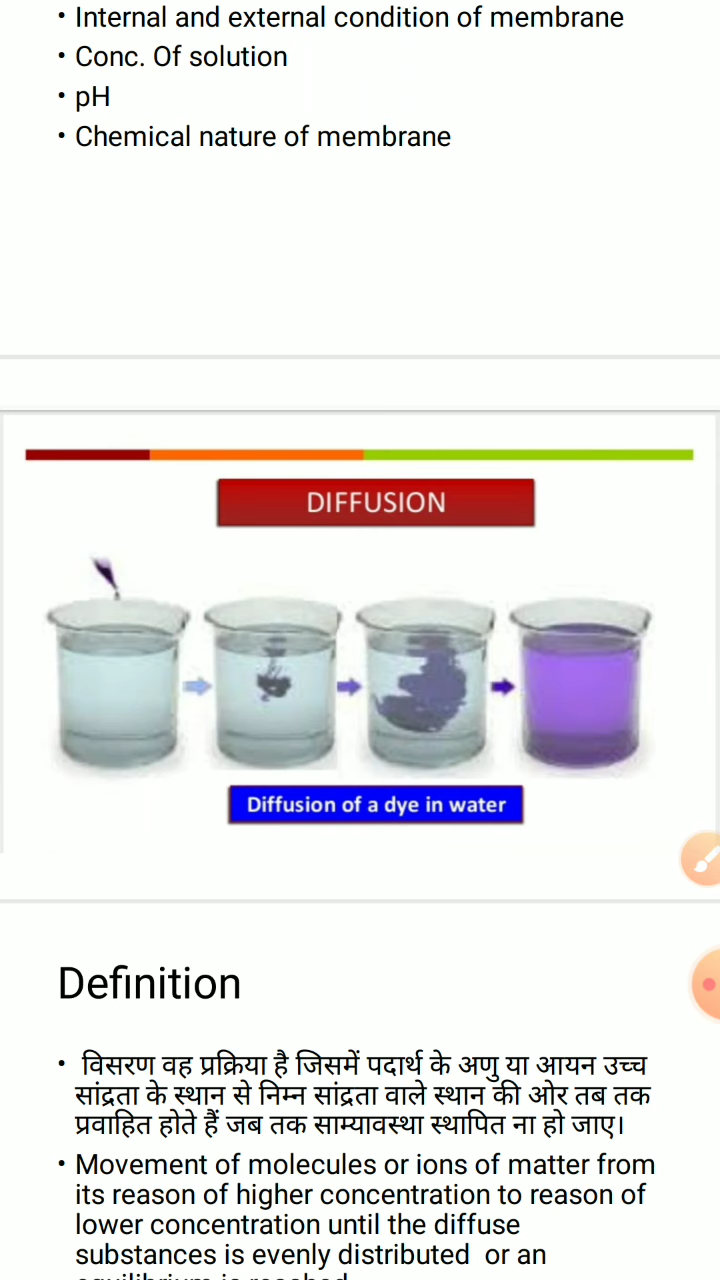 • Internal and external condition of membrane
• Conc. Of solution
• pH
• Chemical nature of membrane
DIFFUSION
Diffusion of a dye in water
Definition
• विसरण वह प्रक्रिया है जिसमें पदार्थ के अणु या आयन उच्च
सांद्रता के स्थान से निम्न सांद्रता वाले स्थान की ओर तब तक
प्रवाहित होते हैं जब तक साम्यावस्था स्थापित ना हो जाए।
• Movement of molecules or ions of matter from
its reason of higher concentration to reason of
lower concentration until the diffuse
substances is evenly distributed or an
equilibrium is reached